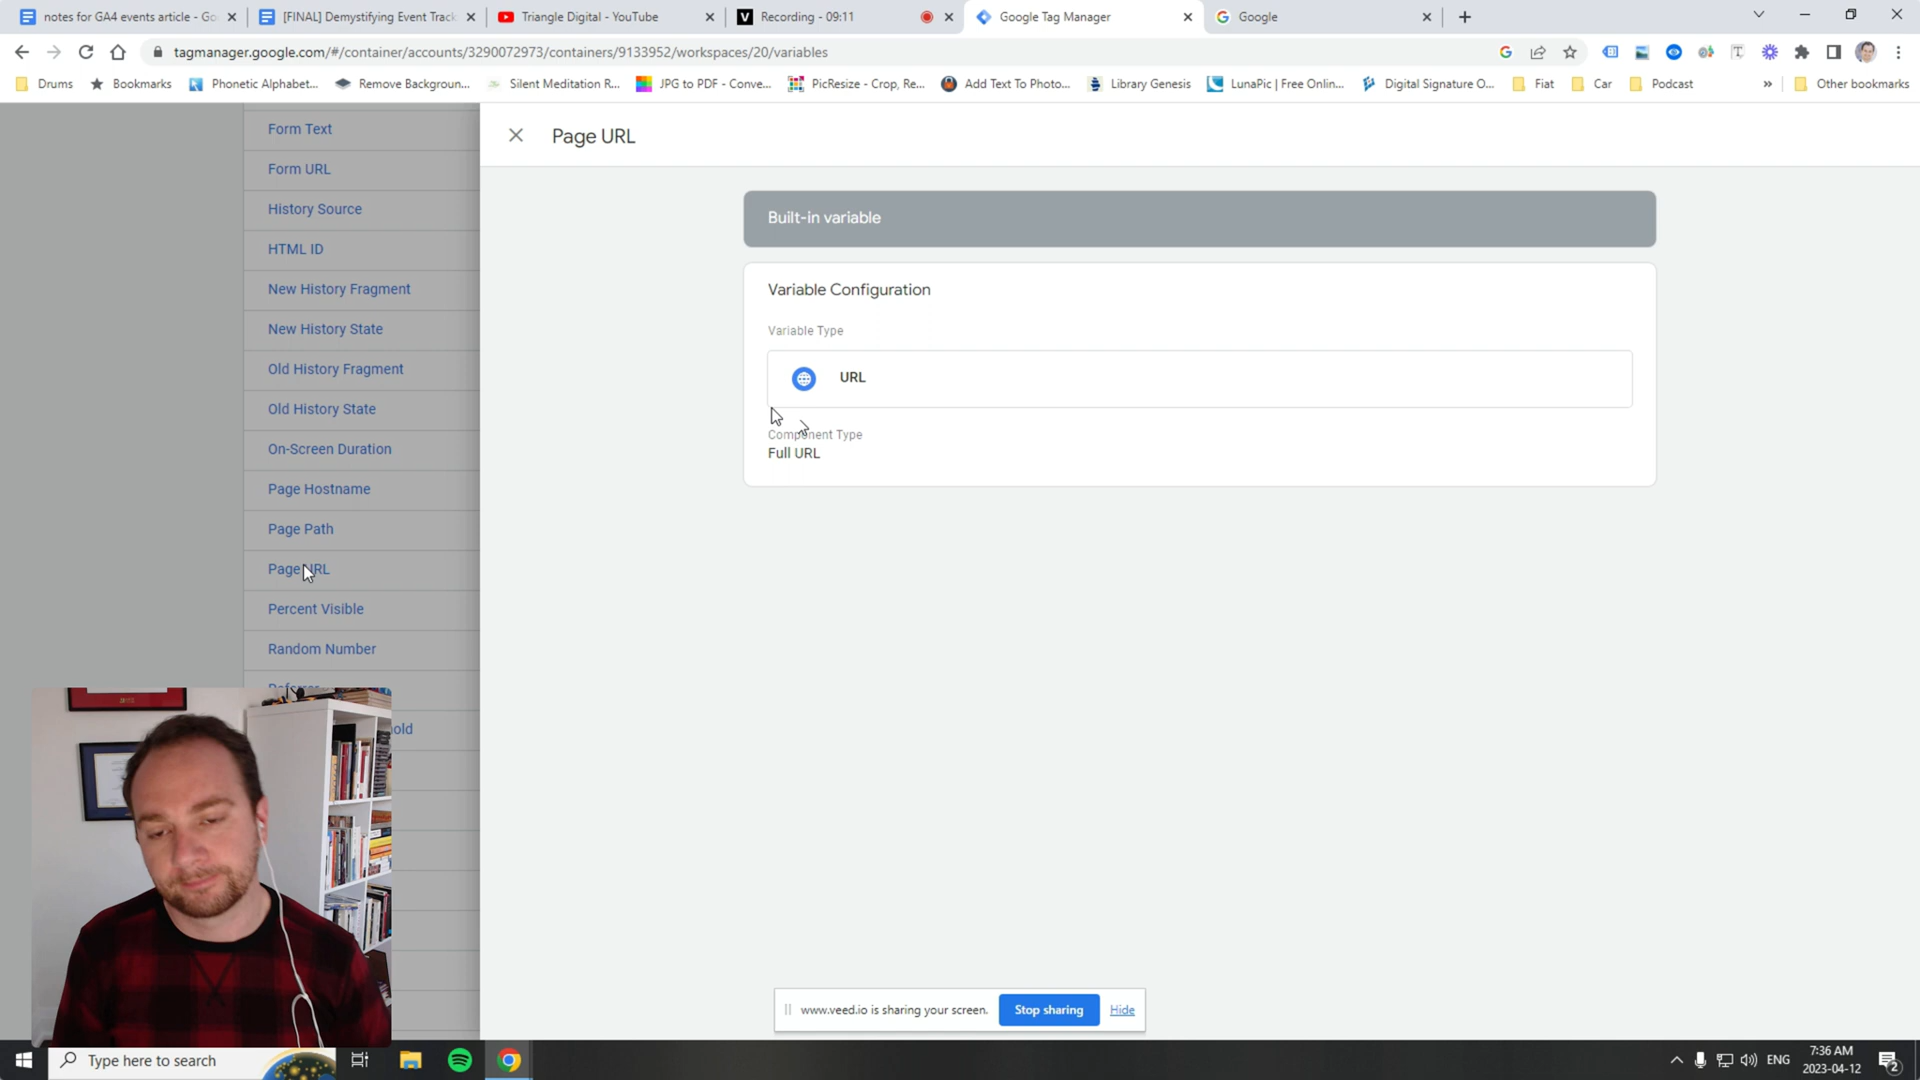 notes for GA4 events article - Go
[FINAL] Demystifying Event Track
Triangle Digital - YouTube
Recording - 09:11
Google Tag Manager
Google
tagmanager.google.com/#/container/accounts/3290072973/containers/9133952/workspaces/20/variables
Drums
Bookmarks
Phonetic Alphabet...
Remove Backgroun...
Silent Meditation R...
JPG to PDF - Conve...
PicResize - Crop, Re...
Add Text To Photo...
Library Genesis
LunaPic | Free Onlin...
Digital Signature O...
Fiat
Car
Podcast
»
Other bookmarks
Form Text
Form URL
History Source
HTML ID
New History Fragment
New History State
Old History Fragment
Old History State
On-Screen Duration
Page Hostname
Page Path
Page URL
Percent Visible
Random Number
Page URL
Built-in variable
Variable Configuration
Variable Type
URL
Component Type
Full URL
www.veed.io is sharing your screen.
Stop sharing
Hide
Type here to search
ENG
7:36 AM
2023-04-12
2